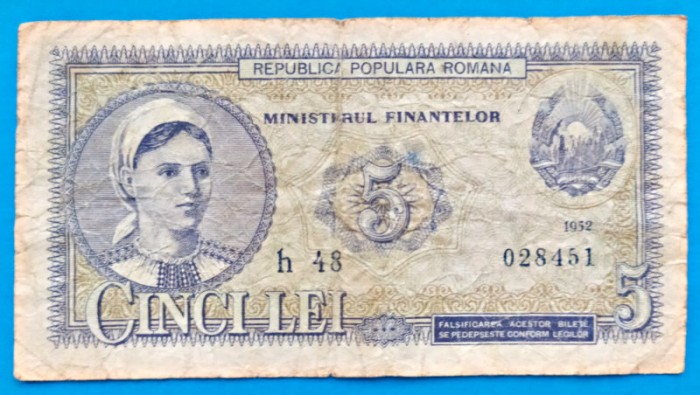 REPUBLICA POPULARA ROMANA
MINISTERUL FINANTELOR
5
1952
h 48 028451
CINCI LEI 5
FALSIFICAREA ACESTOR BILETE
SE PEDEPSESTE CONFORM LEGILOR